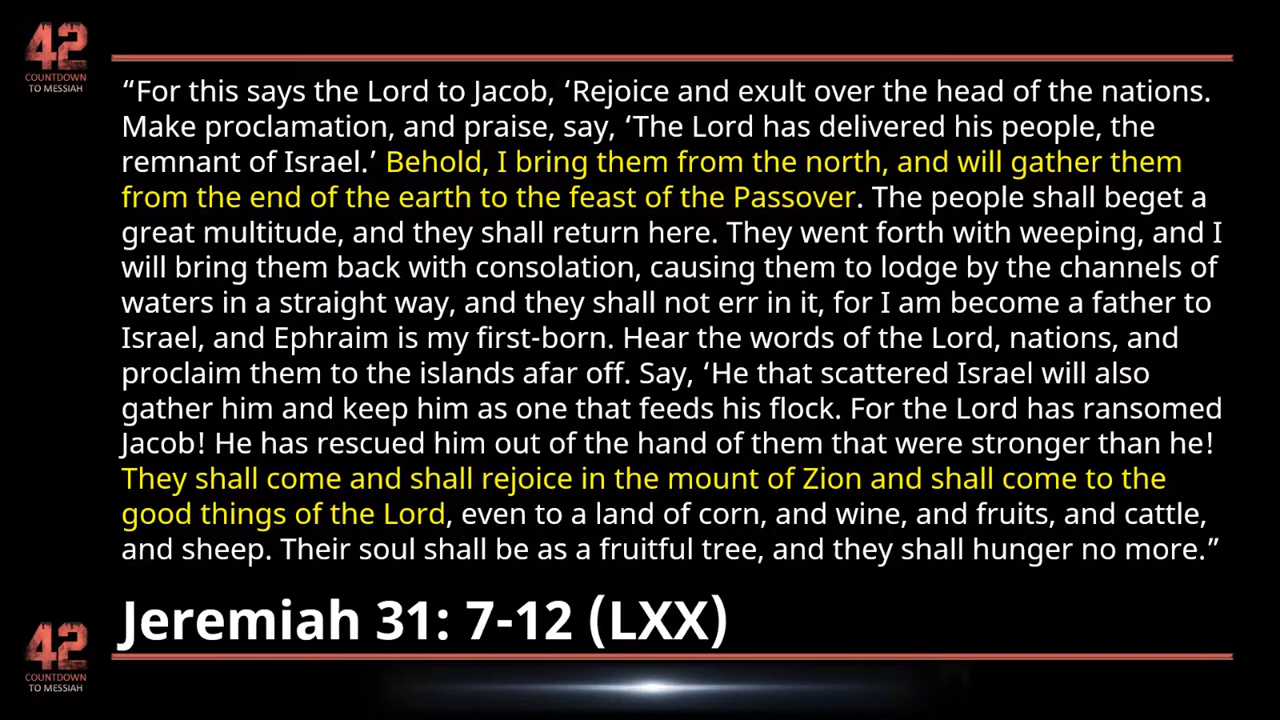 42
COUNTDOWN
TO MESSIAH
“For this says the Lord to Jacob, ‘Rejoice and exult over the head of the nations.
Make proclamation, and praise, say, ‘The Lord has delivered his people, the
remnant of Israel.’ Behold, I bring them from the north, and will gather them
from the end of the earth to the feast of the Passover. The people shall beget a
great multitude, and they shall return here. They went forth with weeping, and I
will bring them back with consolation, causing them to lodge by the channels of
waters in a straight way, and they shall not err in it, for I am become a father to
Israel, and Ephraim is my first-born. Hear the words of the Lord, nations, and
proclaim them to the islands afar off. Say, ‘He that scattered Israel will also
gather him and keep him as one that feeds his flock. For the Lord has ransomed
Jacob! He has rescued him out of the hand of them that were stronger than he!
They shall come and shall rejoice in the mount of Zion and shall come to the
good things of the Lord, even to a land of corn, and wine, and fruits, and cattle,
and sheep. Their soul shall be as a fruitful tree, and they shall hunger no more.”
Jeremiah 31: 7-12 (LXX)
42
COUNTDOWN
TO MESSIAH